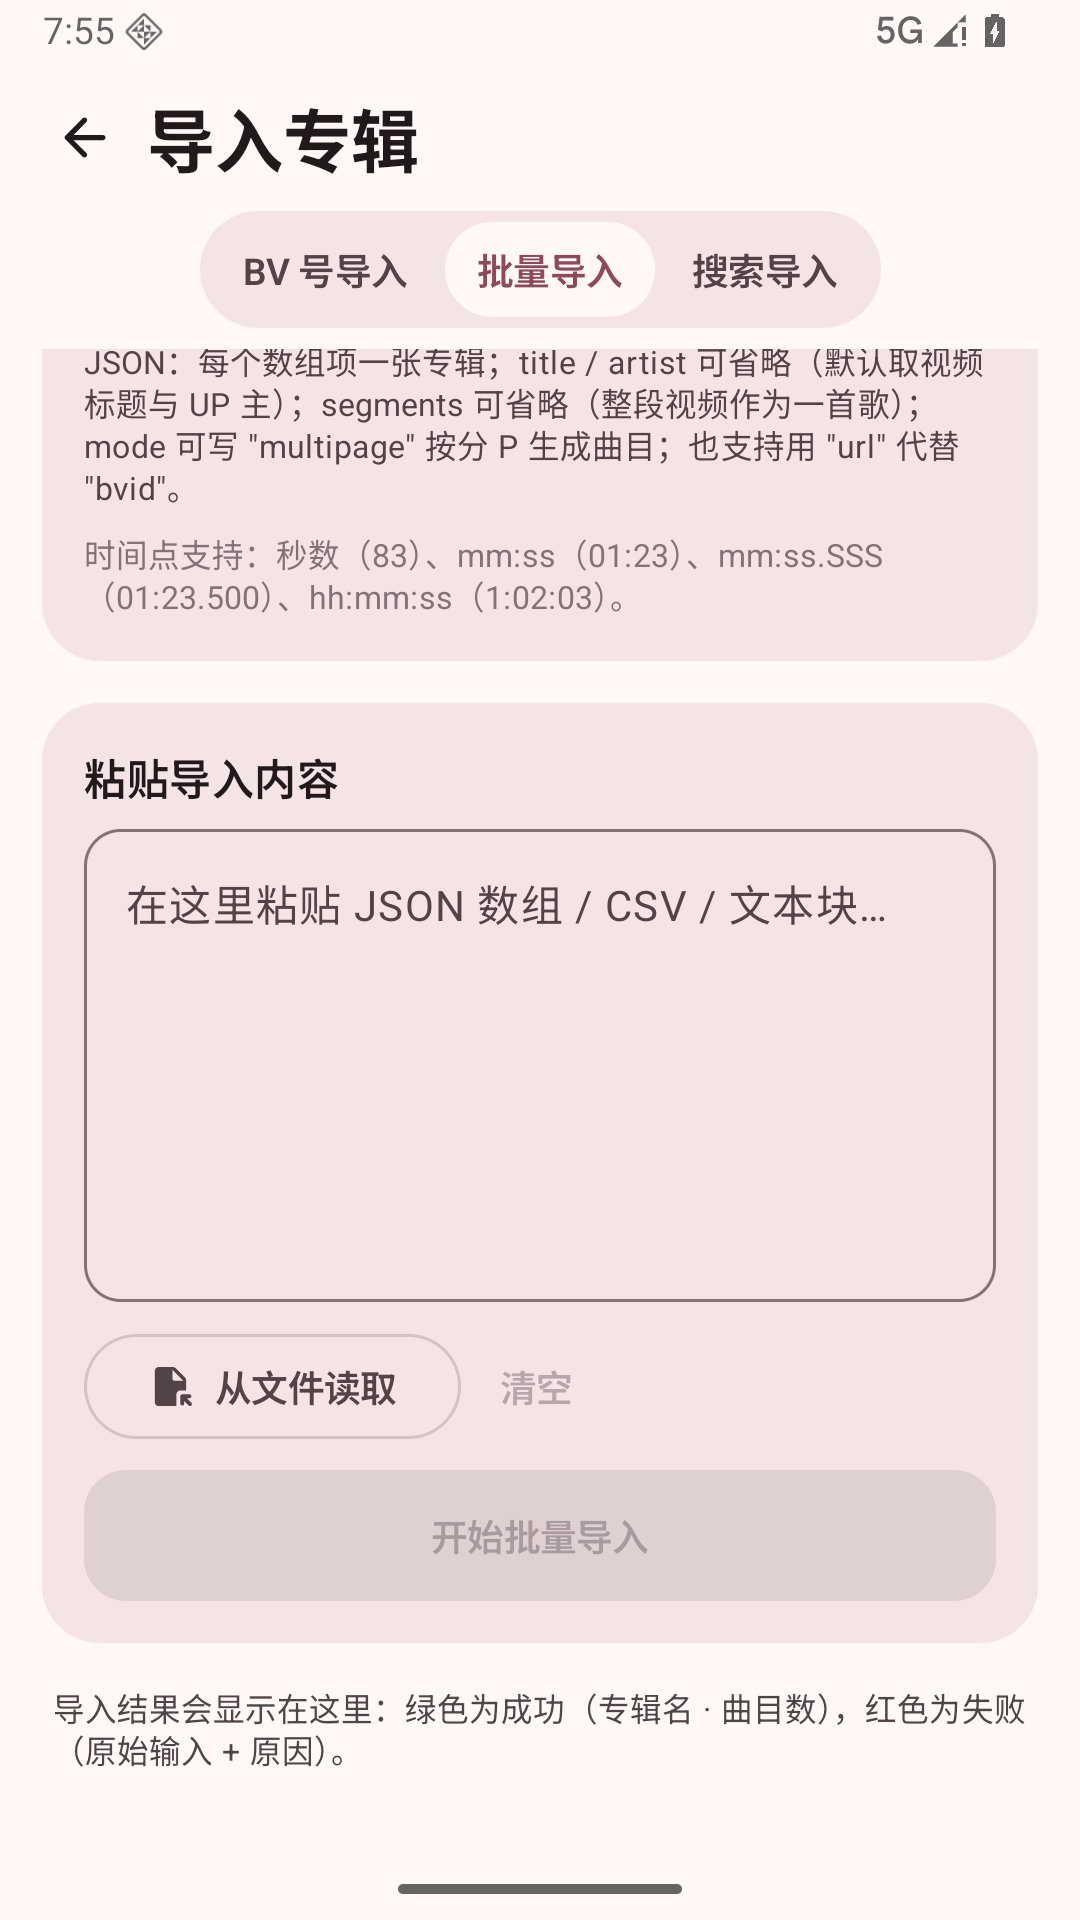 7:55
5G
导入专辑
BV 号导入
批量导入
搜索导入
JSON：每个数组项一张专辑；title / artist 可省略（默认取视频
标题与 UP 主）；segments 可省略（整段视频作为一首歌）；
mode 可写 "multipage" 按分 P 生成曲目；也支持用 "url" 代替
"bvid"。
时间点支持：秒数（83）、mm:ss（01:23）、mm:ss.SSS
（01:23.500）、hh:mm:ss（1:02:03）。
粘贴导入内容
在这里粘贴 JSON 数组 / CSV / 文本块…
从文件读取
清空
开始批量导入
导入结果会显示在这里：绿色为成功（专辑名 · 曲目数），红色为失败
（原始输入 + 原因）。